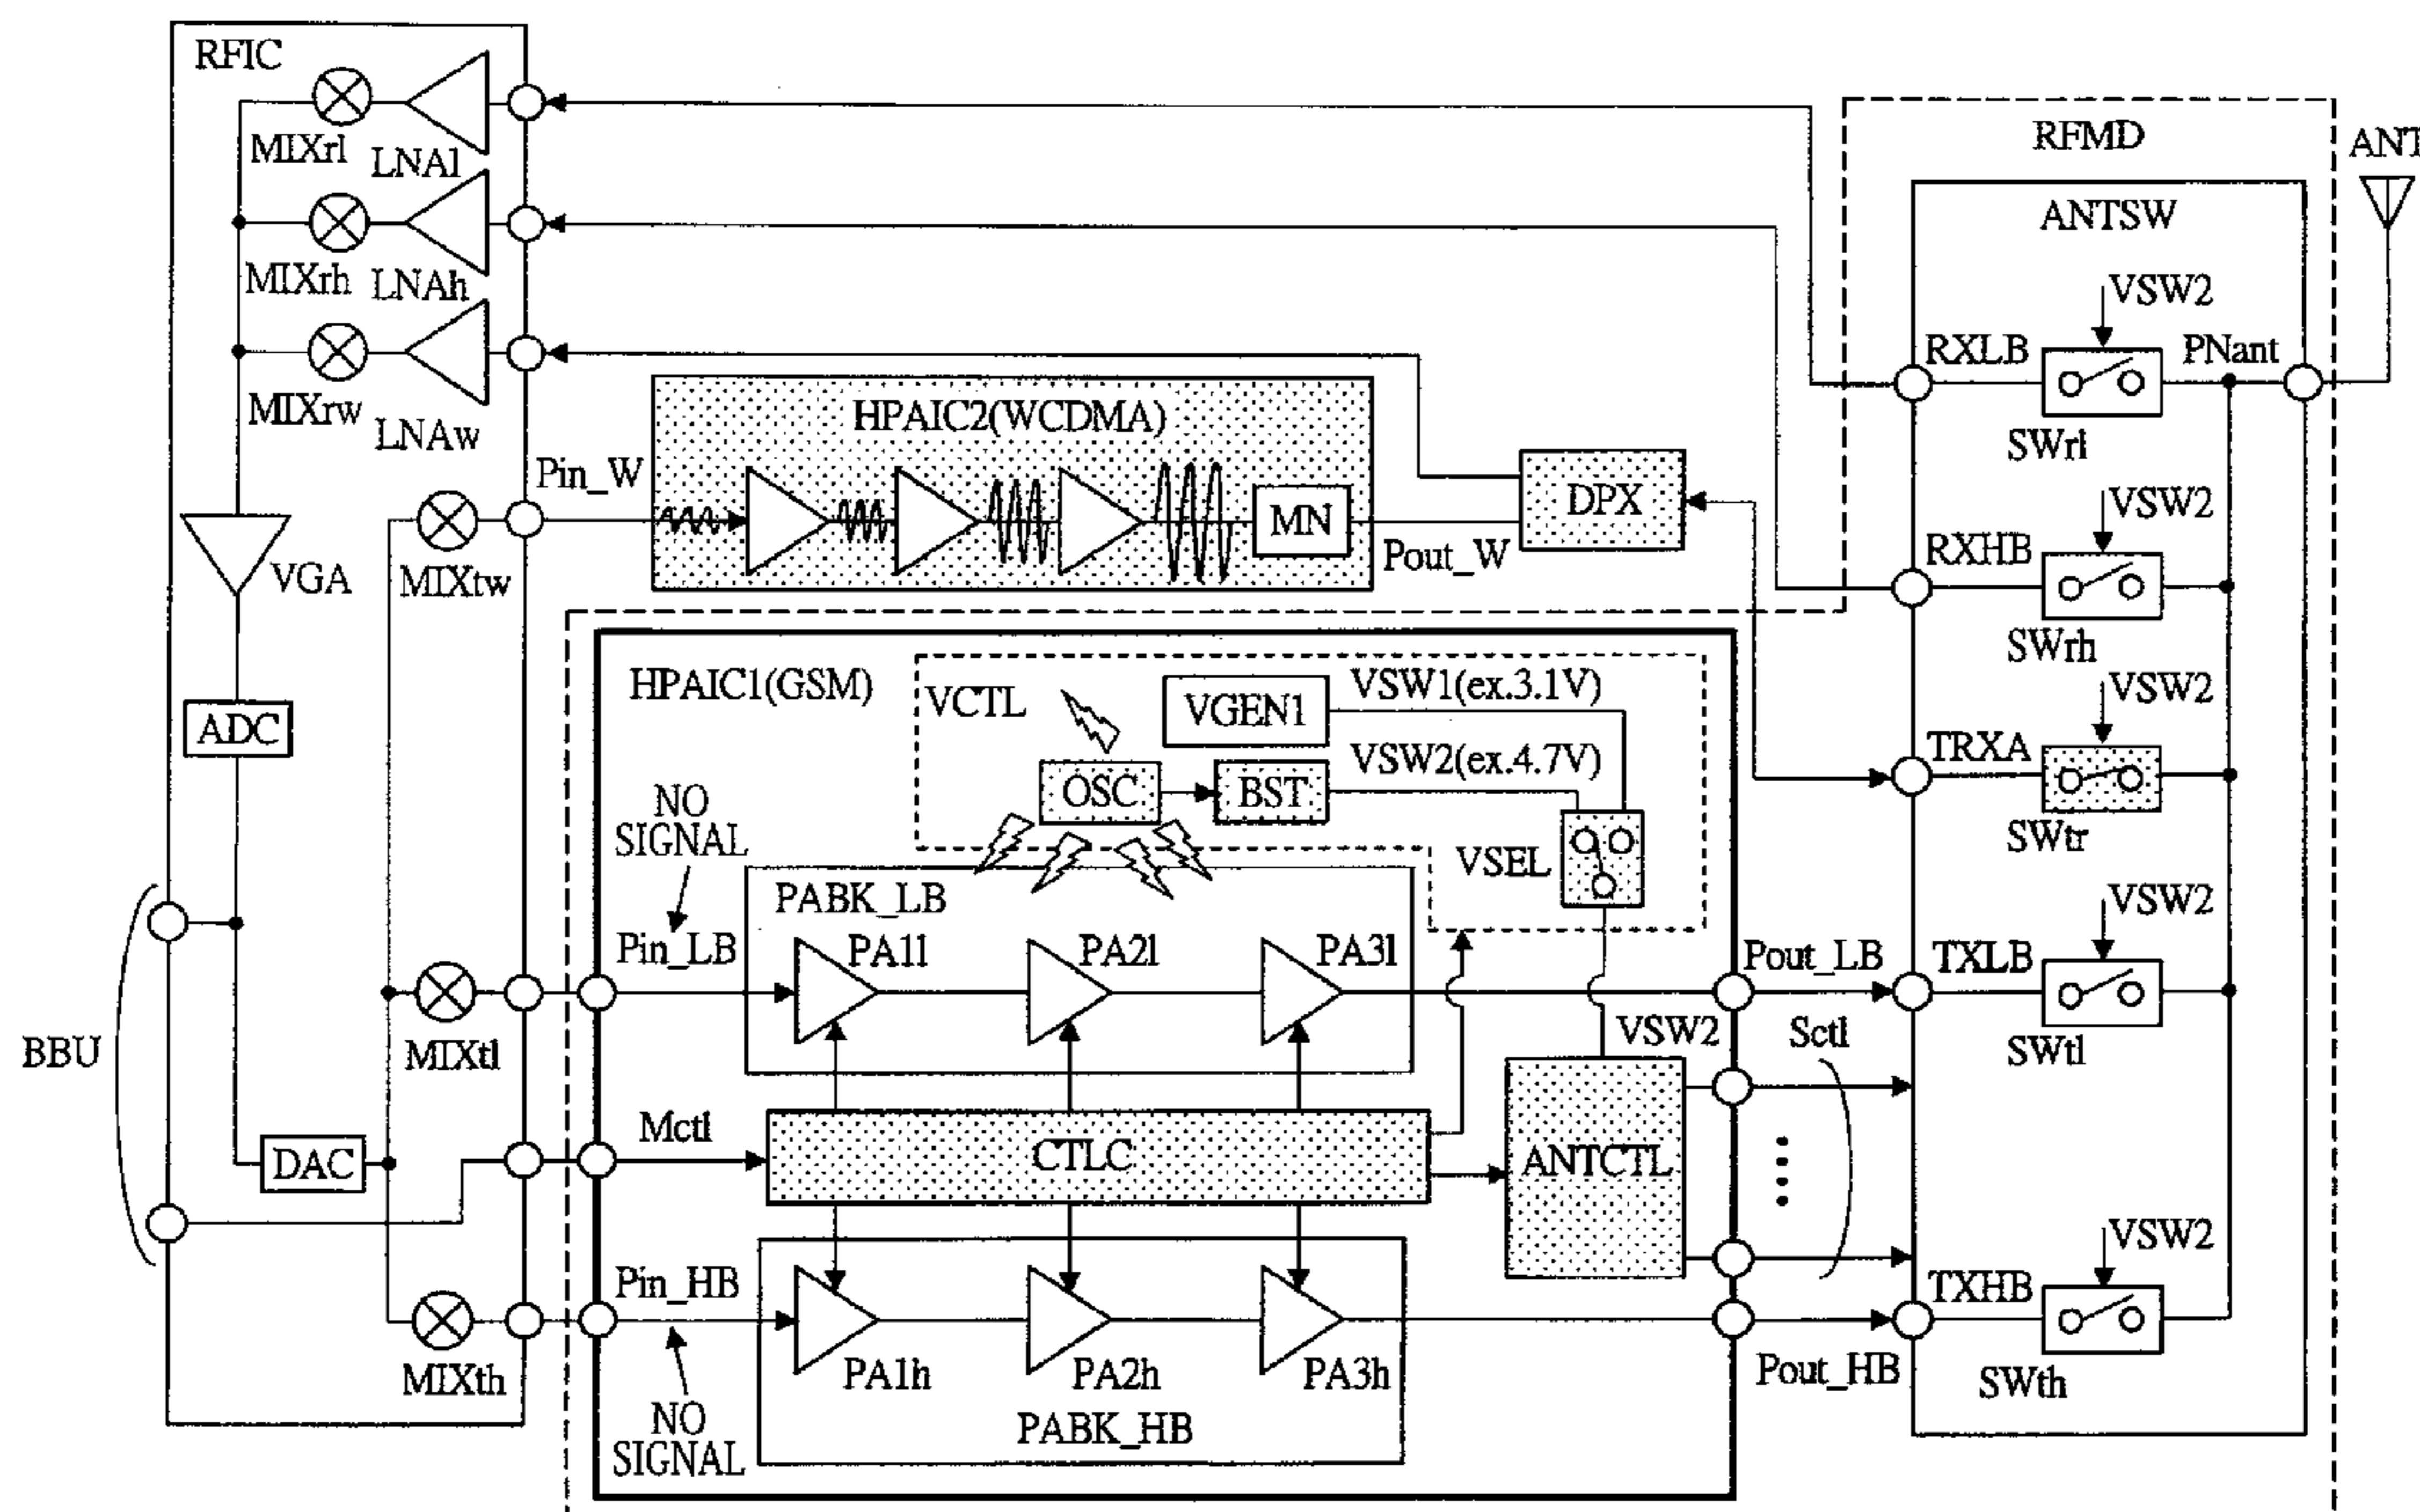 RFIC
MIXrl
LNAl
MIXrh
LNAh
MIXrw
LNAw
VGA
ADC
DAC
BBU
MIXtw
MIXtl
MIXth
Pin_W
HPAIC2(WCDMA)
MN
Pout_W
DPX
RFMD
ANT
ANTSW
VSW2
RXLB
PNant
SWrl
VSW2
RXHB
SWrh
VSW2
TRXA
SWtr
VSW2
TXLB
SWtl
VSW2
TXHB
SWth
HPAIC1(GSM)
VCTL
VGEN1
VSW1(ex.3.1V)
OSC
BST
VSW2(ex.4.7V)
VSEL
NO
SIGNAL
Pin_LB
PABK_LB
PA1l
PA2l
PA3l
Pout_LB
VSW2
Sctl
Mctl
CTLC
ANTCTL
Pin_HB
NO
SIGNAL
PA1h
PA2h
PA3h
PABK_HB
Pout_HB